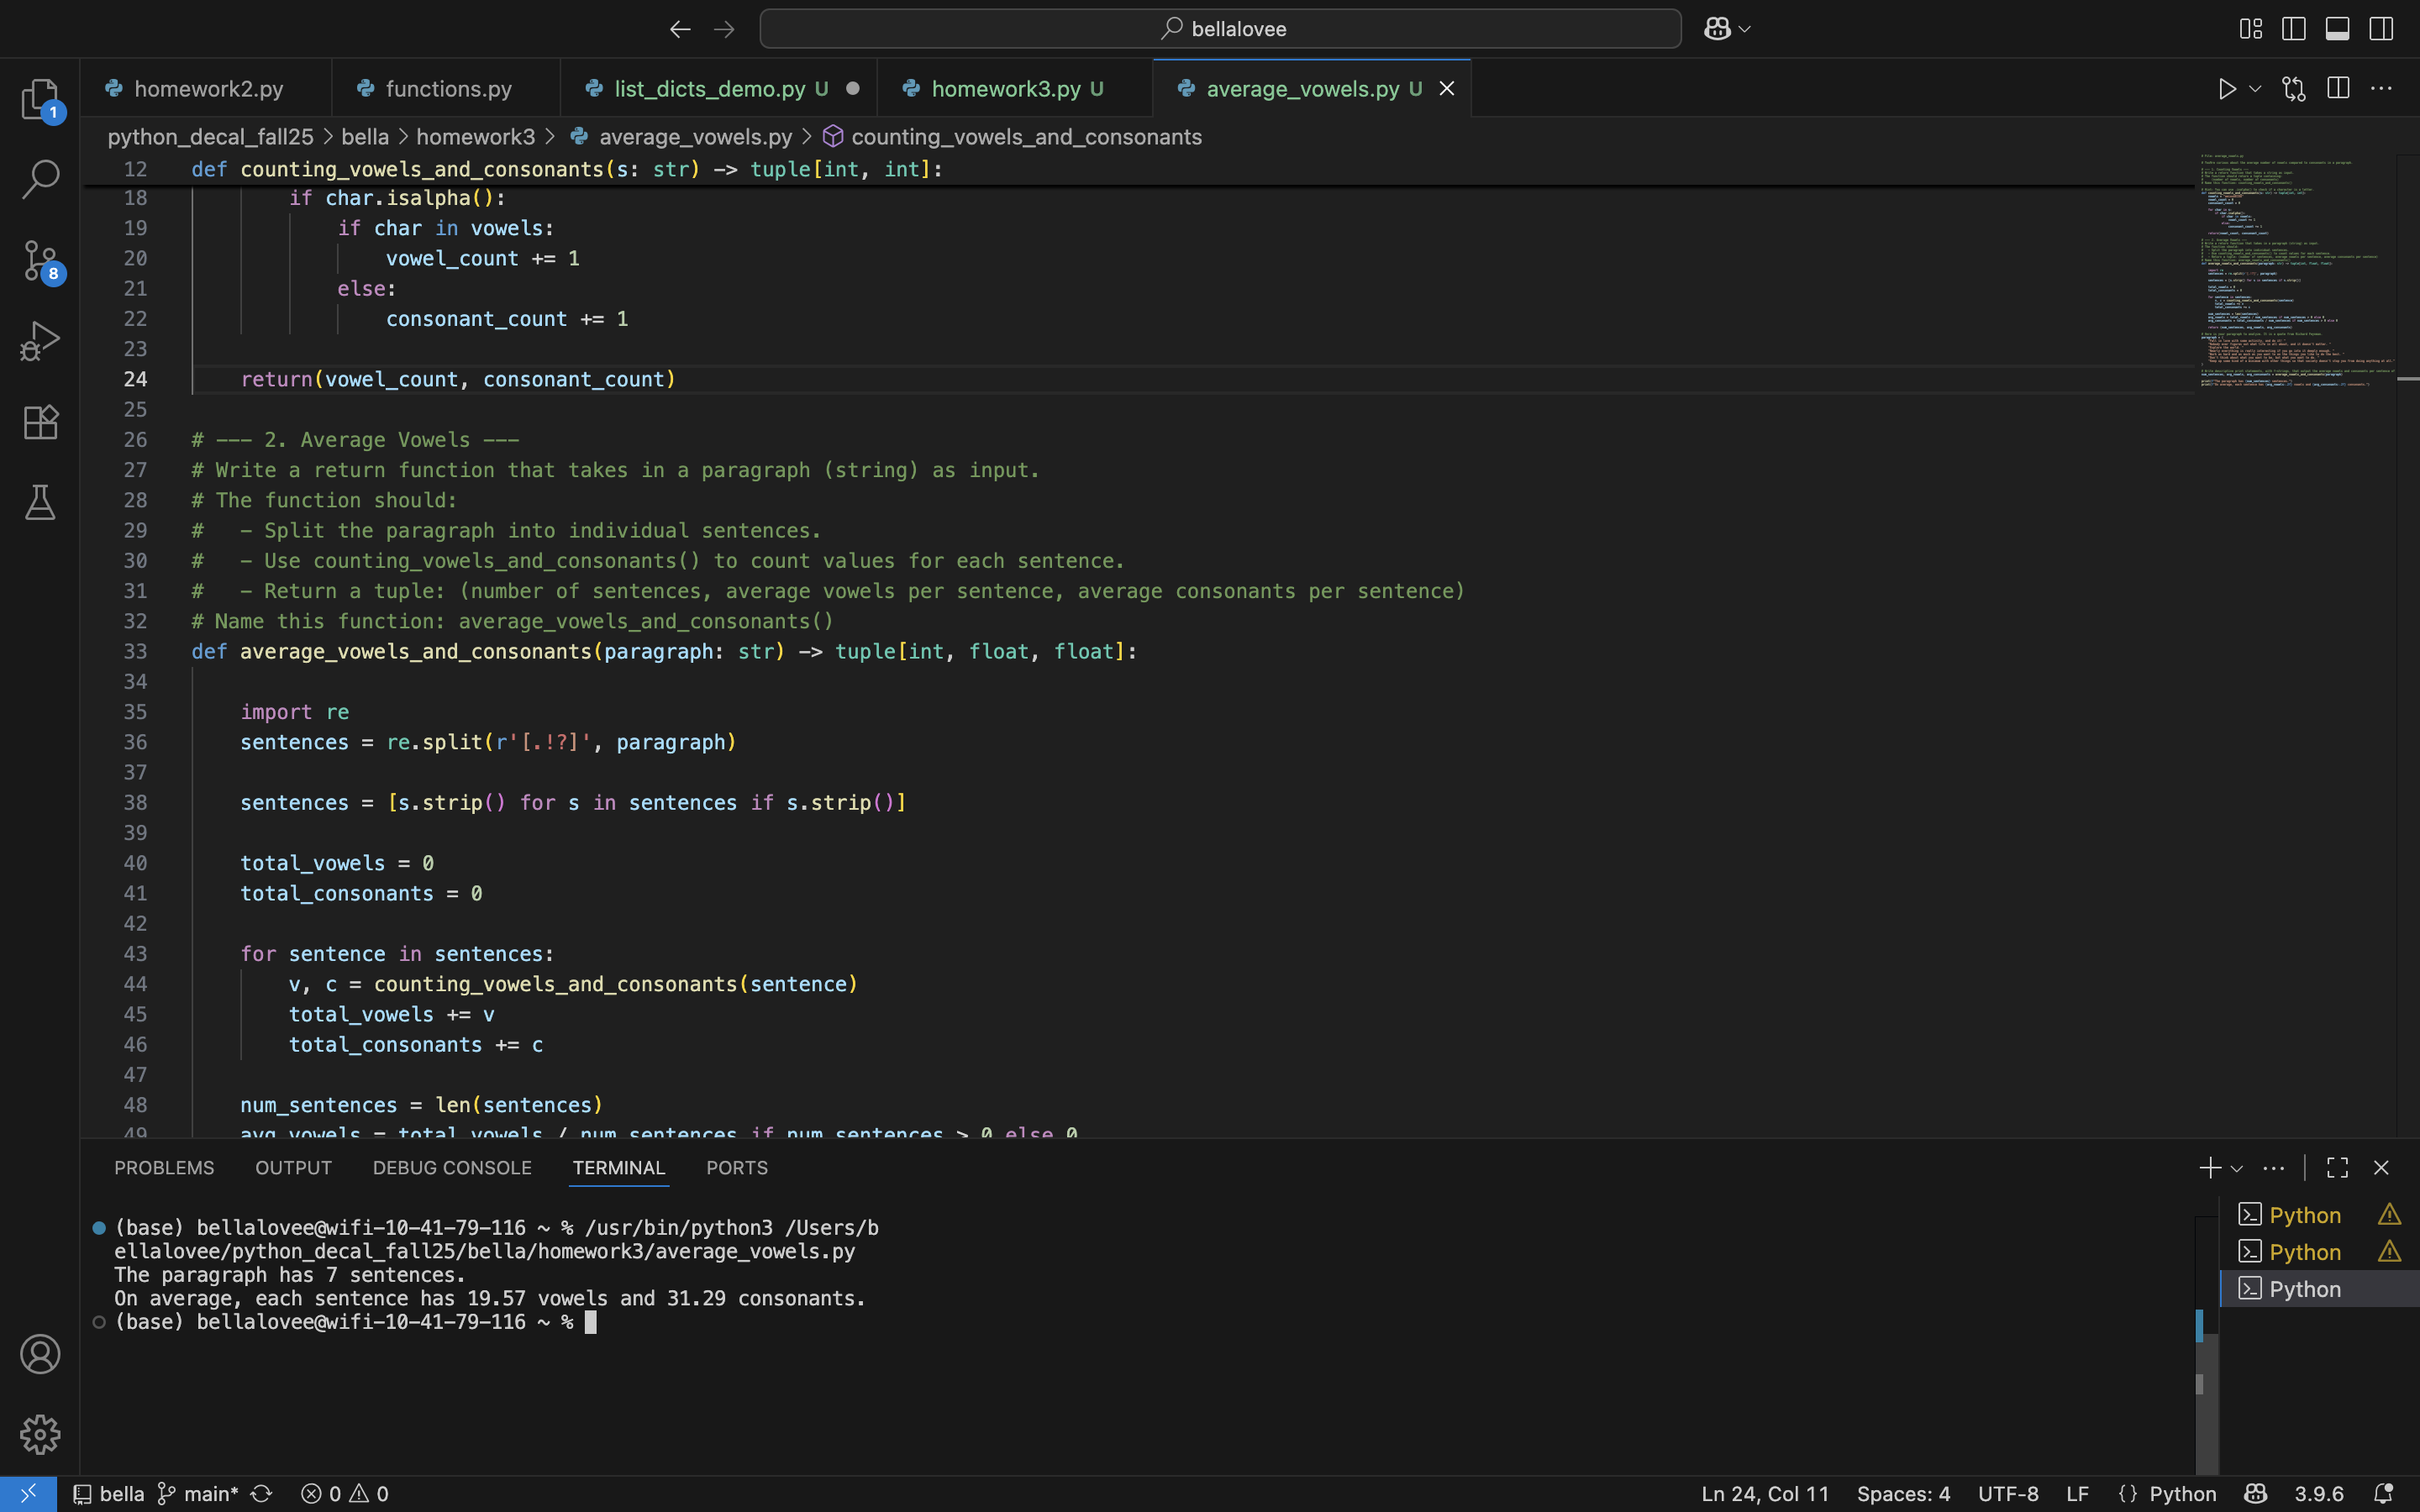 bellalovee
homework2.py
functions.py
list_dicts_demo.py U
homework3.py U
average_vowels.py U
1
8
python_decal_fall25 > bella > homework3 > average_vowels.py > counting_vowels_and_consonants
12 def counting_vowels_and_consonants(s: str) -> tuple[int, int]:
18 if char.isalpha():
19 if char in vowels:
20 vowel_count += 1
21 else:
22 consonant_count += 1
23
24 return(vowel_count, consonant_count)
25
26 # --- 2. Average Vowels ---
27 # Write a return function that takes in a paragraph (string) as input.
28 # The function should:
29 #   - Split the paragraph into individual sentences.
30 #   - Use counting_vowels_and_consonants() to count values for each sentence.
31 #   - Return a tuple: (number of sentences, average vowels per sentence, average consonants per sentence)
32 # Name this function: average_vowels_and_consonants()
33 def average_vowels_and_consonants(paragraph: str) -> tuple[int, float, float]:
34
35 import re
36 sentences = re.split(r'[.!?]', paragraph)
37
38 sentences = [s.strip() for s in sentences if s.strip()]
39
40 total_vowels = 0
41 total_consonants = 0
42
43 for sentence in sentences:
44 v, c = counting_vowels_and_consonants(sentence)
45 total_vowels += v
46 total_consonants += c
47
48 num_sentences = len(sentences)
49 avg_vowels = total_vowels / num_sentences if num_sentences > 0 else 0
PROBLEMS OUTPUT DEBUG CONSOLE TERMINAL PORTS
(base) bellalovee@wifi-10-41-79-116 ~ % /usr/bin/python3 /Users/b
ellalovee/python_decal_fall25/bella/homework3/average_vowels.py
The paragraph has 7 sentences.
On average, each sentence has 19.57 vowels and 31.29 consonants.
(base) bellalovee@wifi-10-41-79-116 ~ %
Python
Python
Python
bella main* 0 0 Ln 24, Col 11 Spaces: 4 UTF-8 LF {} Python 3.9.6